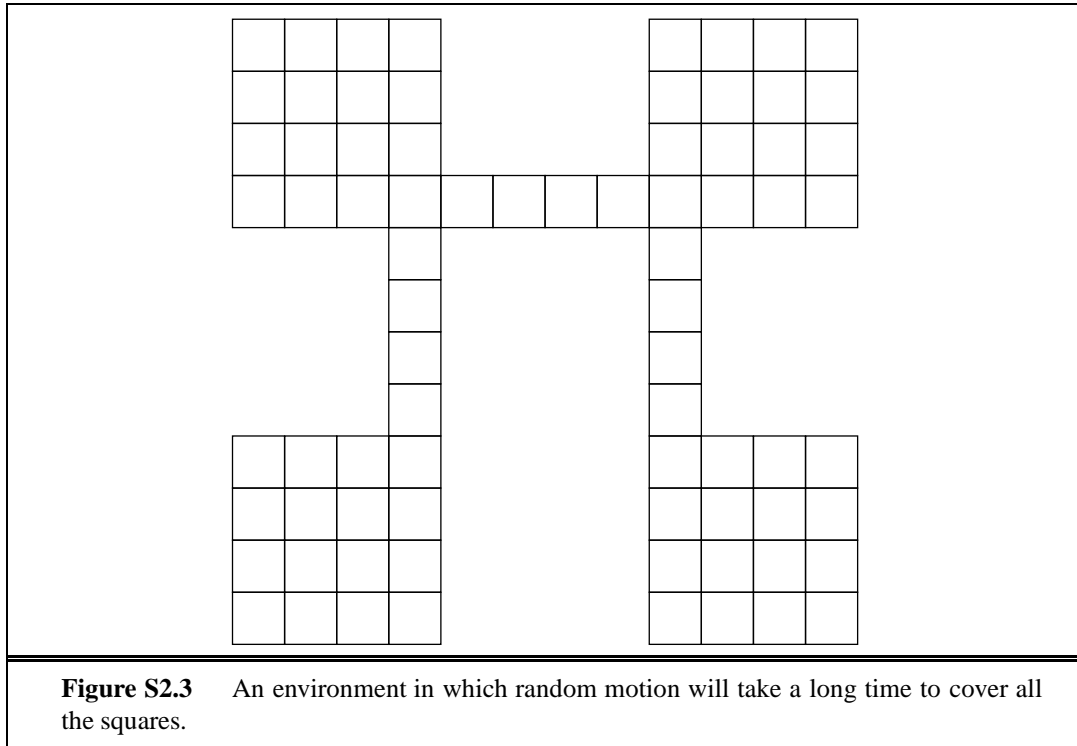 Figure S2.3 An environment in which random motion will take a long time to cover all
the squares.